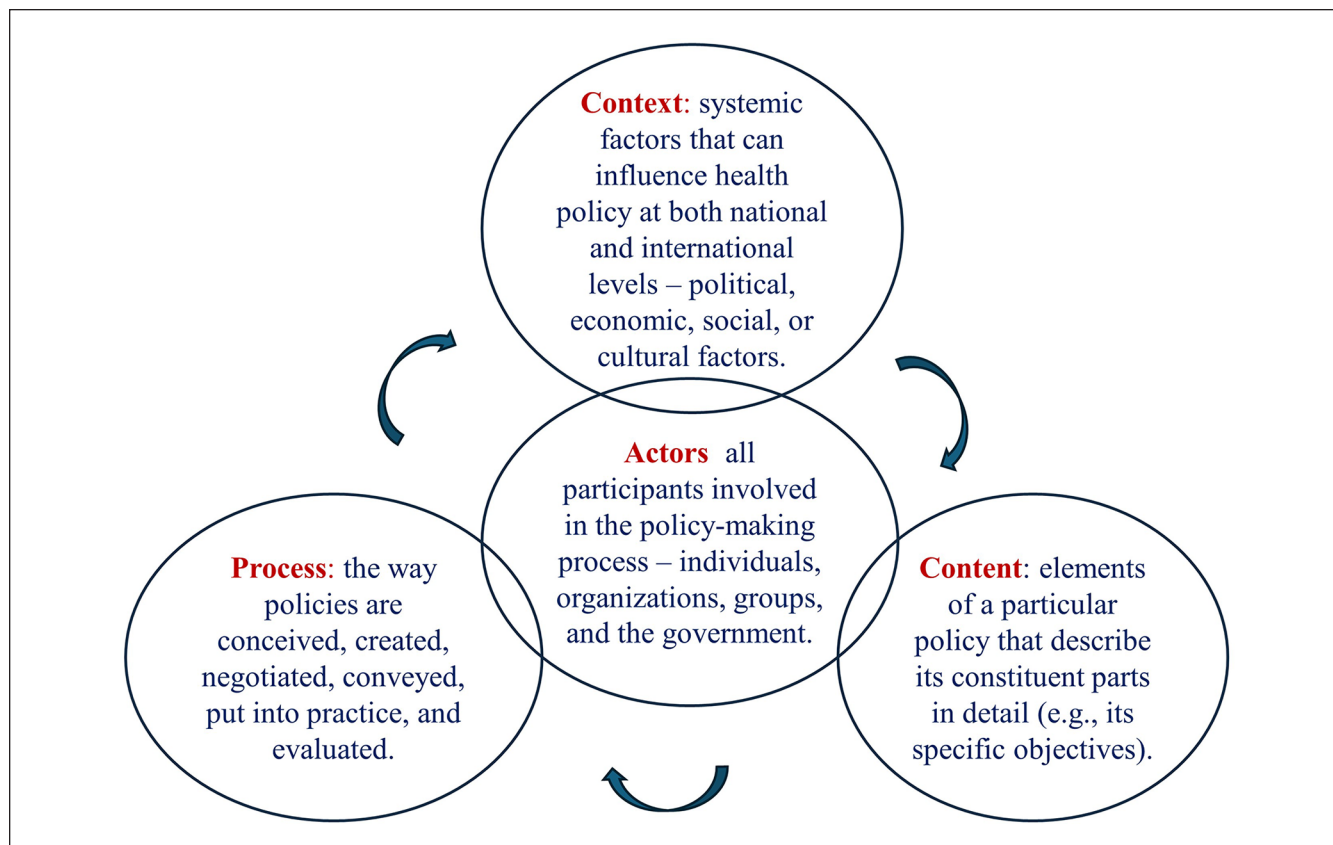 Context: systemic
factors that can
influence health
policy at both national
and international
levels – political,
economic, social, or
cultural factors.
Actors all
participants involved
in the policy-making
process – individuals,
organizations, groups,
and the government.
Process: the way
policies are
conceived, created,
negotiated, conveyed,
put into practice, and
evaluated.
Content: elements
of a particular
policy that describe
its constituent parts
in detail (e.g., its
specific objectives).